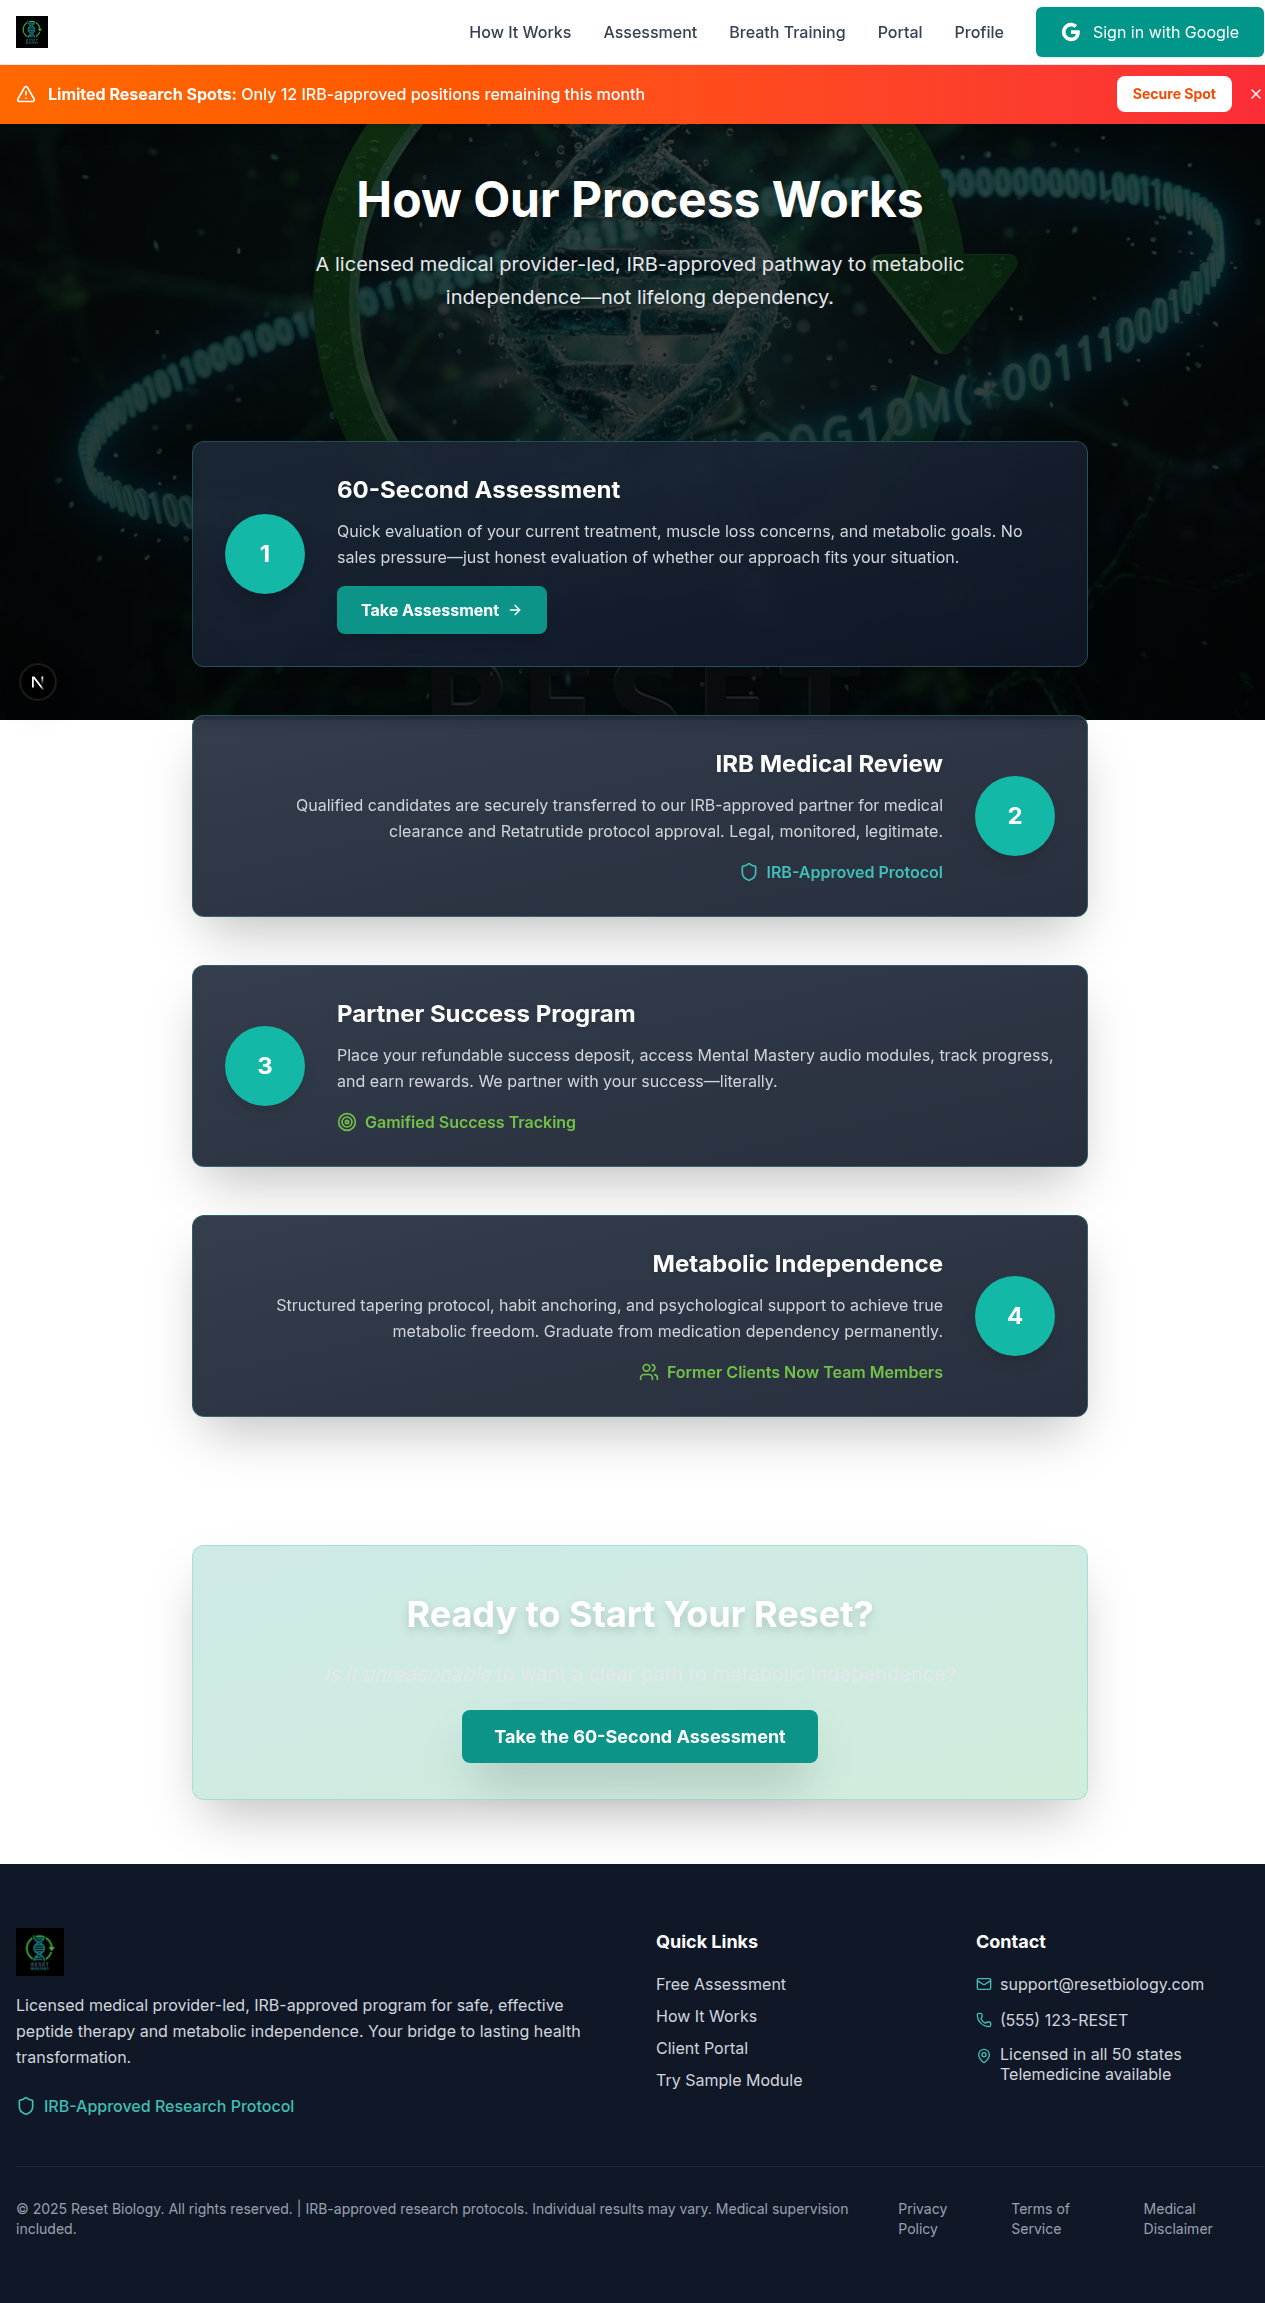 How It Works
Assessment
Breath Training
Portal
Profile
Sign in with Google
Limited Research Spots: Only 12 IRB-approved positions remaining this month
Secure Spot
How Our Process Works
A licensed medical provider-led, IRB-approved pathway to metabolic
independence—not lifelong dependency.
1
60-Second Assessment
Quick evaluation of your current treatment, muscle loss concerns, and metabolic goals. No
sales pressure—just honest evaluation of whether our approach fits your situation.
Take Assessment
N
RESET
IRB Medical Review
Qualified candidates are securely transferred to our IRB-approved partner for medical
clearance and Retatrutide protocol approval. Legal, monitored, legitimate.
IRB-Approved Protocol
2
3
Partner Success Program
Place your refundable success deposit, access Mental Mastery audio modules, track progress,
and earn rewards. We partner with your success—literally.
Gamified Success Tracking
Metabolic Independence
Structured tapering protocol, habit anchoring, and psychological support to achieve true
metabolic freedom. Graduate from medication dependency permanently.
Former Clients Now Team Members
4
Ready to Start Your Reset?
Is it unreasonable to want a clear path to metabolic independence?
Take the 60-Second Assessment
RESET
Licensed medical provider-led, IRB-approved program for safe, effective
peptide therapy and metabolic independence. Your bridge to lasting health
transformation.
IRB-Approved Research Protocol
Quick Links
Free Assessment
How It Works
Client Portal
Try Sample Module
Contact
support@resetbiology.com
(555) 123-RESET
Licensed in all 50 states
Telemedicine available
© 2025 Reset Biology. All rights reserved. | IRB-approved research protocols. Individual results may vary. Medical supervision
included.
Privacy
Policy
Terms of
Service
Medical
Disclaimer